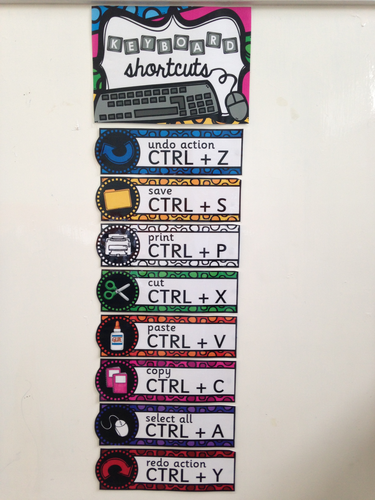 KEYBOARD
shortcuts
undo action
CTRL + Z
save
CTRL + S
print
CTRL + P
cut
CTRL + X
paste
CTRL + V
copy
CTRL + C
select all
CTRL + A
redo action
CTRL + Y